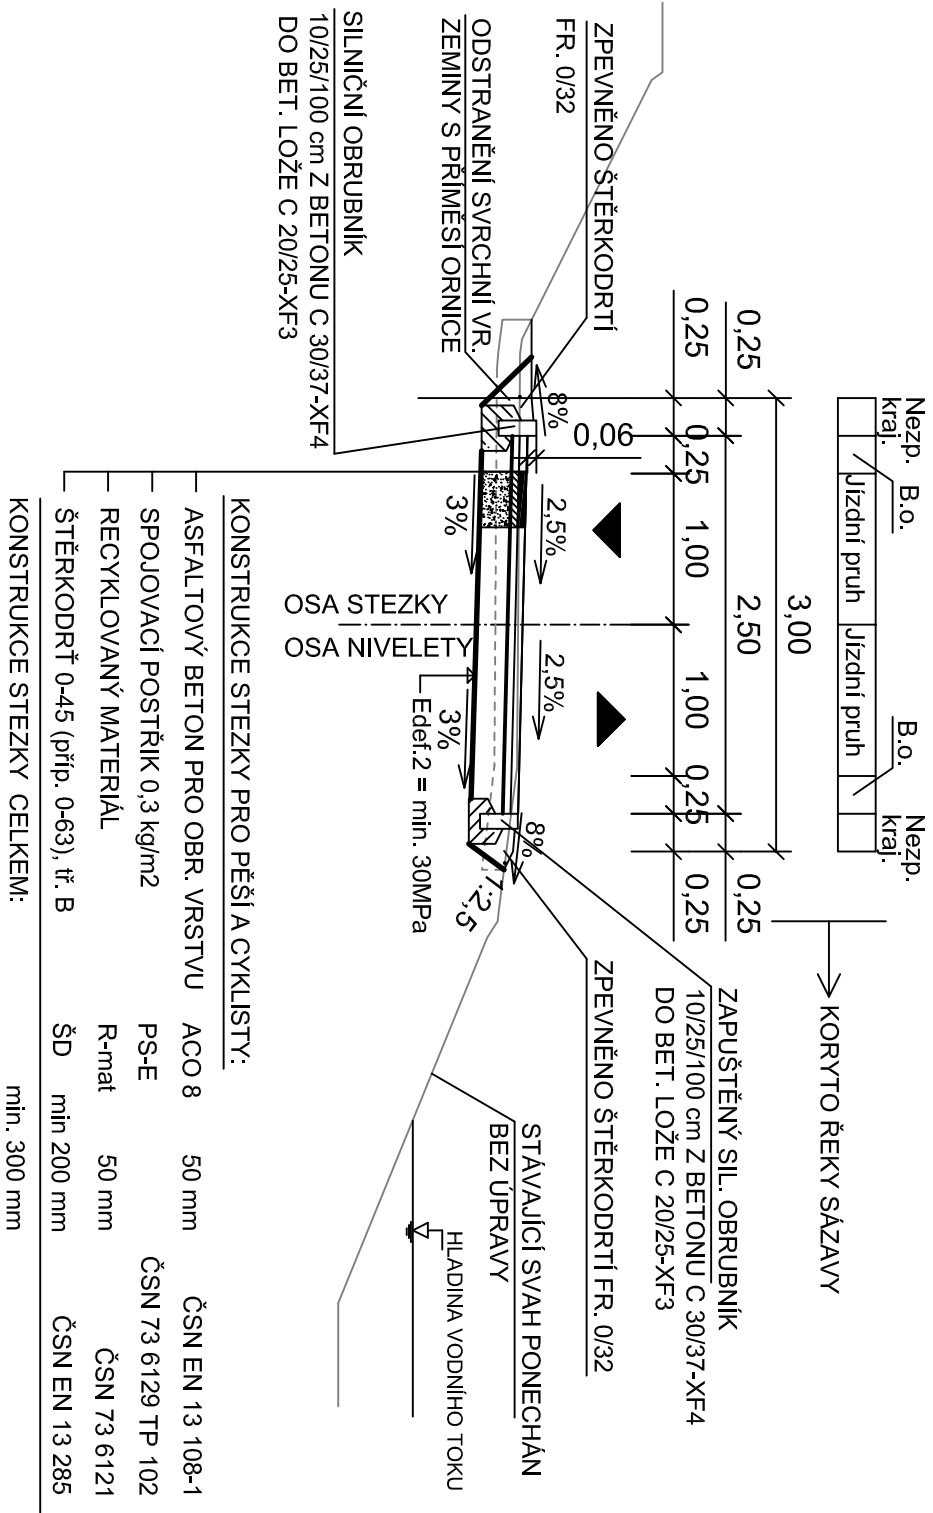 Nezp.
kraj.
B.o.
Jízdní pruh
Jízdní pruh
B.o.
Nezp.
kraj.
3,00
0,25
2,50
0,25
0,25
0,25
1,00
1,00
0,25
0,25
KORYTO ŘEKY SÁZAVY
ZPEVNĚNO ŠTĚRKODRTÍ
FR. 0/32
ODSTRANĚNÍ SVRCHNÍ VR.
ZEMINY S PŘÍMĚSÍ ORNICE
SILNIČNÍ OBRUBNÍK
10/25/100 cm Z BETONU C 30/37-XF4
DO BET. LOŽE C 20/25-XF3
0,06
8%
2,5%
2,5%
8%
3%
3%
1:2,5
OSA STEZKY
OSA NIVELETY
Edef.2 = min. 30MPa
ZAPUŠTĚNÝ SIL. OBRUBNÍK
10/25/100 cm Z BETONU C 30/37-XF4
DO BET. LOŽE C 20/25-XF3
ZPEVNĚNO ŠTĚRKODRTÍ FR. 0/32
STÁVAJÍCÍ SVAH PONECHÁN
BEZ ÚPRAVY
HLADINA VODNÍHO TOKU
KONSTRUKCE STEZKY PRO PĚŠÍ A CYKLISTY:
ASFALTOVÝ BETON PRO OBR. VRSTVU ACO 8 50 mm ČSN EN 13 108-1
SPOJOVACÍ POSTŘIK 0,3 kg/m2 PS-E ČSN 73 6129 TP 102
RECYKLOVANÝ MATERIÁL R-mat 50 mm ČSN 73 6121
ŠTĚRKODRŤ 0-45 (příp. 0-63), tř. B ŠD min 200 mm ČSN EN 13 285
KONSTRUKCE STEZKY CELKEM: min. 300 mm